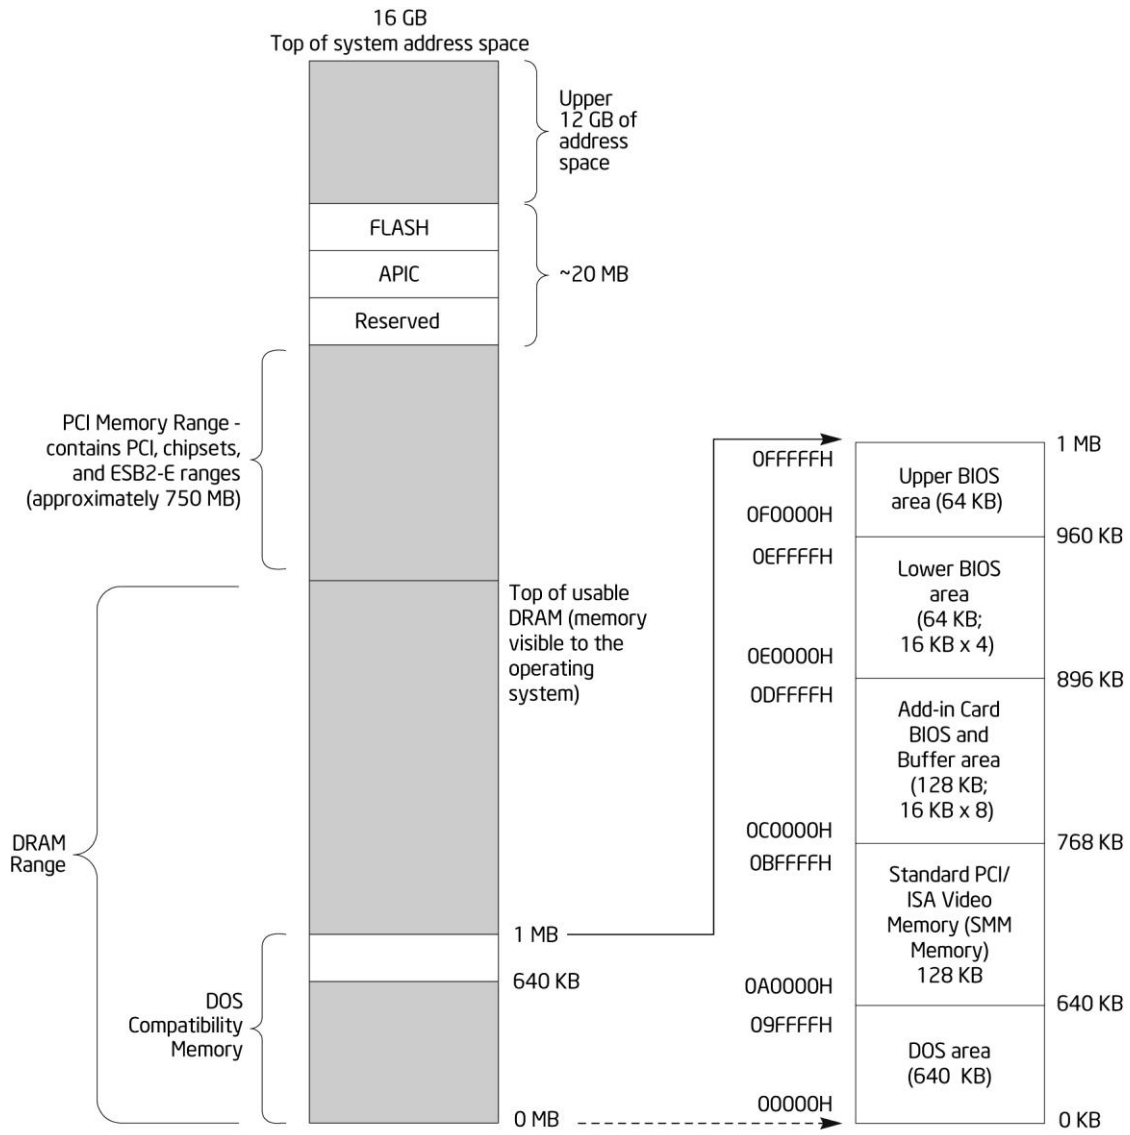 16 GB
Top of system address space
Upper
12 GB of
address
space
FLASH
APIC
~20 MB
Reserved
PCI Memory Range -
contains PCI, chipsets,
and ESB2-E ranges
(approximately 750 MB)
Top of usable
DRAM (memory
visible to the
operating
system)
DRAM
Range
1 MB
640 KB
DOS
Compatibility
Memory
0 MB
1 MB
0FFFFFH
Upper BIOS
area (64 KB)
0F0000H
960 KB
0EFFFFH
Lower BIOS
area
(64 KB;
16 KB x 4)
0E0000H
896 KB
0DFFFFH
Add-in Card
BIOS and
Buffer area
(128 KB;
16 KB x 8)
0C0000H
768 KB
0BFFFFH
Standard PCI/
ISA Video
Memory (SMM
Memory)
128 KB
0A0000H
640 KB
09FFFFH
DOS area
(640 KB)
00000H
0 KB